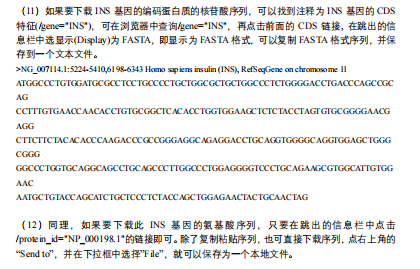 (11) 如果要下载 INS 基因的编码蛋白质的核苷酸序列，可以找到注释为 INS 基因的 CDS
特征(/gene="INS")，可在浏览器中查询/gene="INS"，再点击前面的 CDS 链接，在跳出的信
息栏中选显示(Display)为 FASTA，即显示为 FASTA 格式，可以复制 FASTA 格式序列，并保
存到一个文本文件。
>NG_007114.1:5224-5410,6198-6343 Homo sapiens insulin (INS), RefSeqGene on chromosome 11
ATGGCCCTGTGGATGCGCCTCCTGCCCCTGCTGGCGCTGCTGGCCCTCTGGGGACCTGACCCAGCCGC
AG
CCTTTGTGAACCAACACCTGTGCGGCTCACACCTGGTGGAAGCTCTCTACCTAGTGTGCGGGGAACG
AGG
CTTCTTCTACACACCCAAGACCCGCCGGGAGGCAGAGGACCTGCAGGTGGGGCAGGTGGAGCTGGG
CGGG
GGCCCTGGTGCAGGCAGCCTGCAGCCCTTGGCCCTGGAGGGGTCCCTGCAGAAGCGTGGCATTGTGG
AAC
AATGCTGTACCAGCATCTGCTCCCTCTACCAGCTGGAGAACTACTGCAACTAG
(12) 同理，如果要下载此 INS 基因的氨基酸序列，只要在跳出的信息栏中点击
/protein_id="NP_000198.1"的链接即可。除了复制粘贴序列，也可直接下载序列，点右上角的
“Send to”，并在下拉框中选择”File”，就可以保存为一个本地文件。